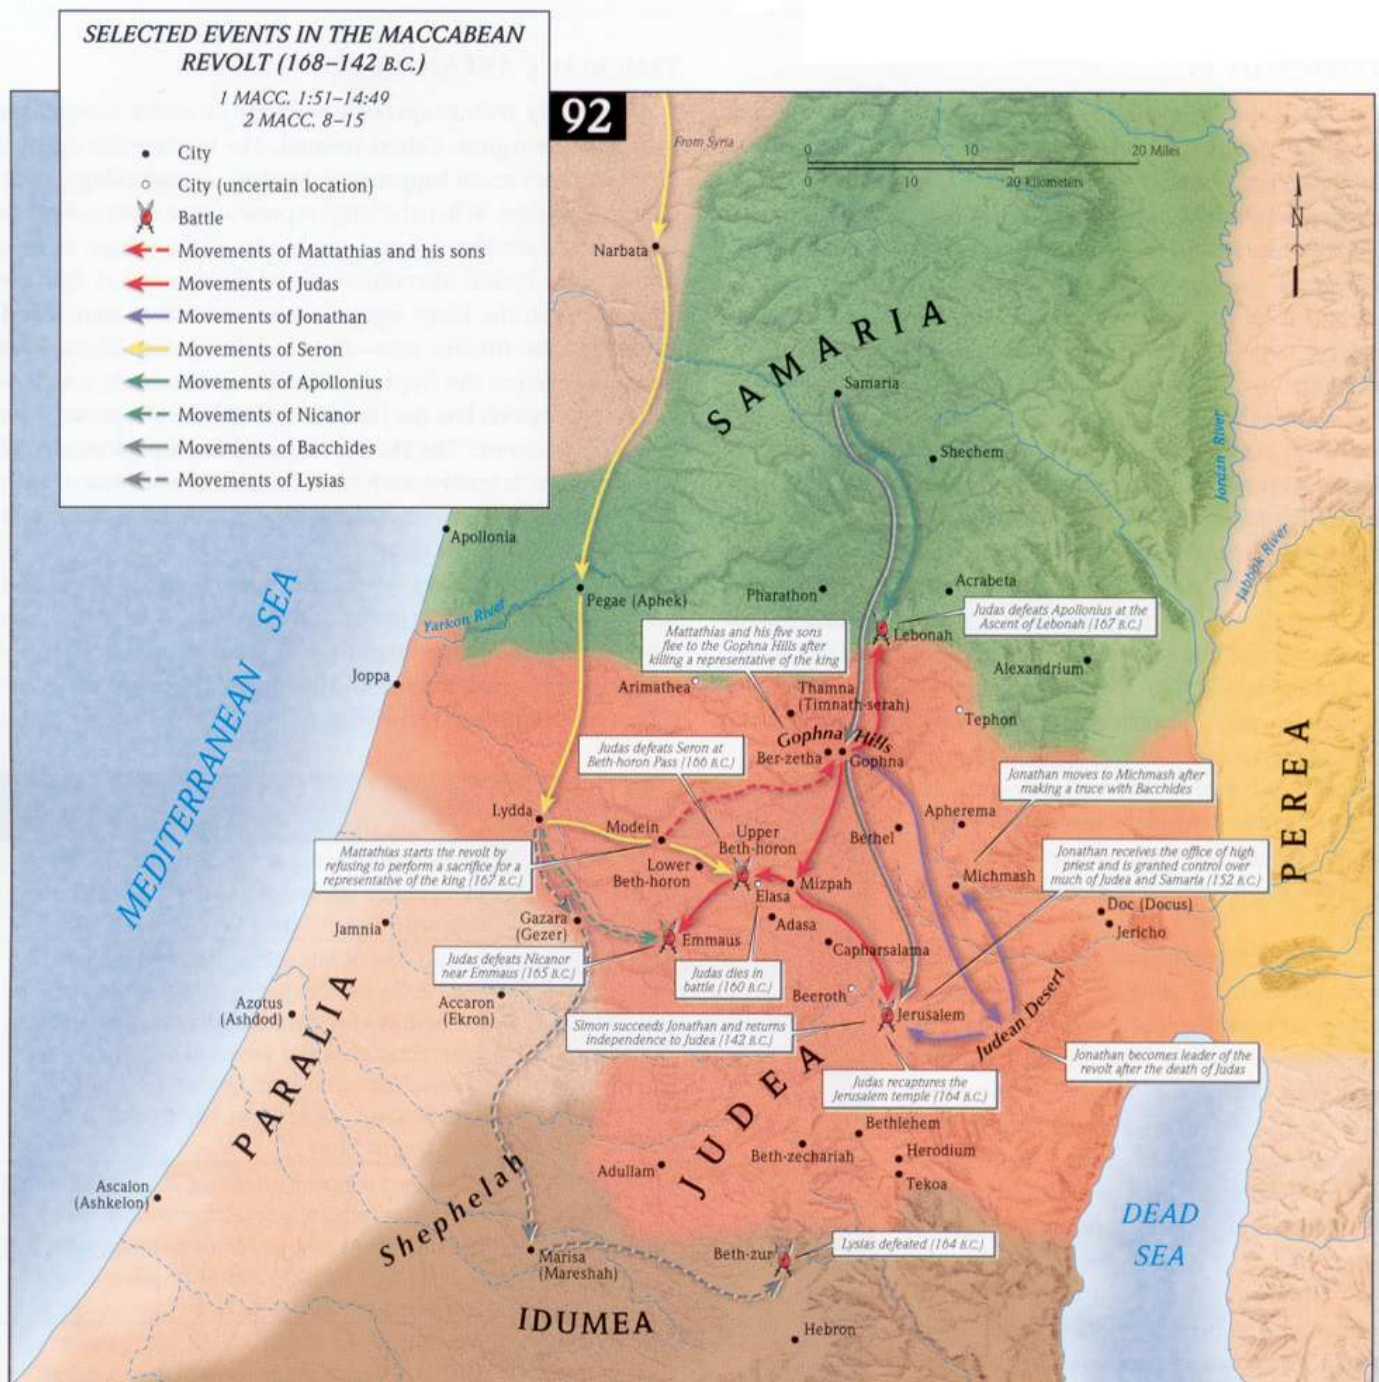 SELECTED EVENTS IN THE MACCABEAN
REVOLT (168–142 B.C.)
1 MACC. 1:51–14:49
2 MACC. 8–15
City
City (uncertain location)
Battle
Movements of Mattathias and his sons
Movements of Judas
Movements of Jonathan
Movements of Seron
Movements of Apollonius
Movements of Nicanor
Movements of Bacchides
Movements of Lysias
92
From Syria
0 10 20 Miles
0 10 20 Kilometers
N
Narbata
SAMARIA
Samaria
Shechem
Jordan River
Jabbok River
Apollonia
MEDITERRANEAN SEA
Yarkon River
Pegae (Aphek)
Pharathon
Acrabeta
Judas defeats Apollonius at the
Ascent of Lebonah (167 B.C.)
Lebonah
Mattathias and his five sons
flee to the Gophna Hills after
killing a representative of the king
Alexandrium
Joppa
Arimathea
Thamna
(Timnath-serah)
Tephon
Gophna Hills
Ber-zetha
Gophna
Judas defeats Seron at
Beth-horon Pass (166 B.C.)
Jonathan moves to Michmash after
making a truce with Bacchides
PEREA
Lydda
Modein
Upper
Beth-horon
Bethel
Apherema
Mattathias starts the revolt by
refusing to perform a sacrifice for a
representative of the king (167 B.C.)
Lower
Beth-horon
Elasa
Mizpah
Michmash
Jonathan receives the office of high
priest and is granted control over
much of Judea and Samaria (152 B.C.)
Doc (Docus)
Jericho
Jamnia
Gazara
(Gezer)
Emmaus
Adasa
Capharsalama
Judas defeats Nicanor
near Emmaus (165 B.C.)
Judas dies in
battle (160 B.C.)
Beeroth
Azotus
(Ashdod)
Accaron
(Ekron)
Simon succeeds Jonathan and returns
independence to Judea (142 B.C.)
Jerusalem
Judean Desert
Jonathan becomes leader of the
revolt after the death of Judas
PARALIA
JUDEA
Judas recaptures the
Jerusalem temple (164 B.C.)
Bethlehem
Beth-zechariah
Herodium
Tekoa
Adullam
Ascalon
(Ashkelon)
Shephelah
DEAD
SEA
Marisa
(Mareshah)
Beth-zur
Lysias defeated (164 B.C.)
IDUMEA
Hebron